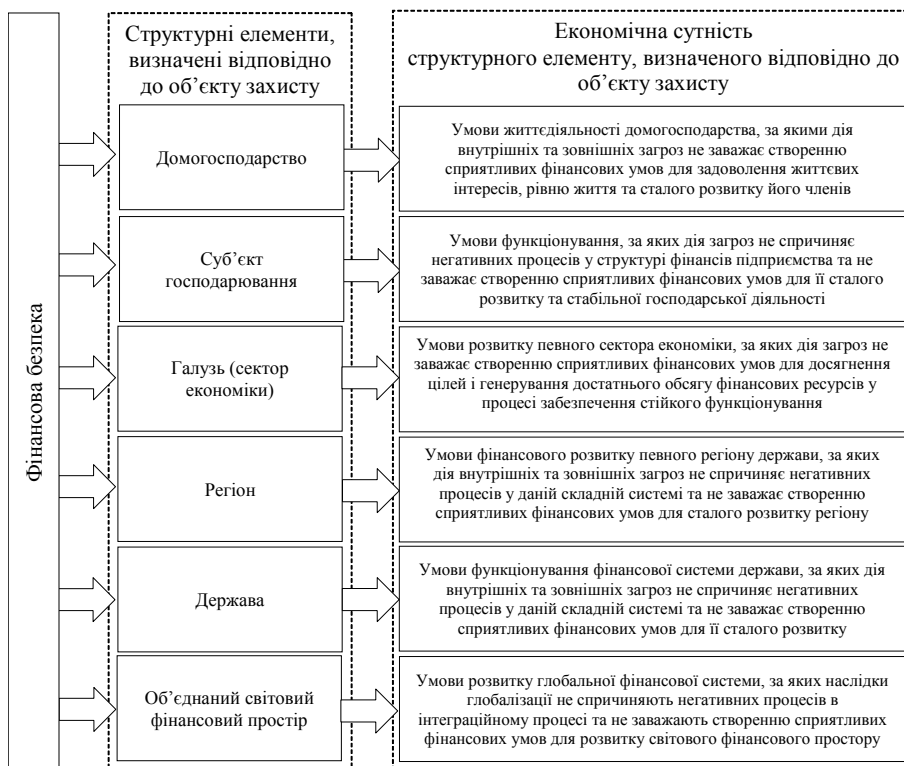 Фінансова безпека
Структурні елементи,
визначені відповідно
до об’єкту захисту
Економічна сутність
структурного елементу, визначеного відповідно до
об’єкту захисту
Домогосподарство
Умови життєдіяльності домогосподарства, за якими дія
внутрішніх та зовнішніх загроз не заважає створенню
сприятливих фінансових умов для задоволення життєвих
інтересів, рівню життя та сталого розвитку його членів
Суб’єкт
господарювання
Умови функціонування, за яких дія загроз не спричиняє
негативних процесів у структурі фінансів підприємства та не
заважає створенню сприятливих фінансових умов для її сталого
розвитку та стабільної господарської діяльності
Галузь (сектор
економіки)
Умови розвитку певного сектора економіки, за яких дія загроз не
заважає створенню сприятливих фінансових умов для досягнення
цілей і генерування достатнього обсягу фінансових ресурсів у
процесі забезпечення стійкого функціонування
Регіон
Умови фінансового розвитку певного регіону держави, за яких
дія внутрішніх та зовнішніх загроз не спричиняє негативних
процесів у даній складній системі та не заважає створенню
сприятливих фінансових умов для сталого розвитку регіону
Держава
Умови функціонування фінансової системи держави, за яких дія
внутрішніх та зовнішніх загроз не спричиняє негативних
процесів у даній складній системі та не заважає створенню
сприятливих фінансових умов для її сталого розвитку
Об’єднаний світовий
фінансовий простір
Умови розвитку глобальної фінансової системи, за яких наслідки
глобалізації не спричиняють негативних процесів в
інтеграційному процесі та не заважають створенню сприятливих
фінансових умов для розвитку світового фінансового простору